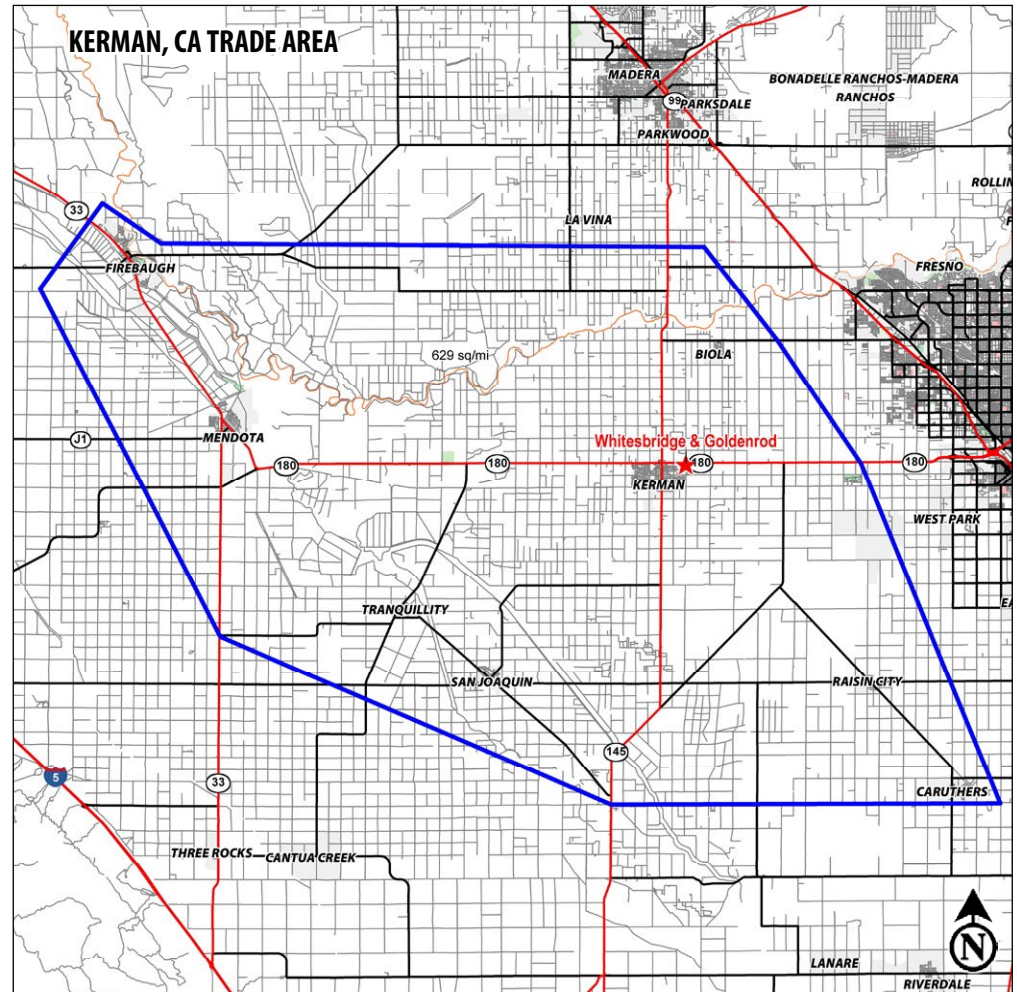 KERMAN, CA TRADE AREA
MADERA
BONADELLE RANCHOS-MADERA
RANCHOS
99
PARKSDALE
PARKWOOD
ROLLIN
33
LA VINA
FIREBAUGH
FRESNO
629 sq/mi
BIOLA
J1
MENDOTA
Whitesbridge & Goldenrod
180
180
180
180
KERMAN
WEST PARK
TRANQUILLITY
SAN JOAQUIN
RAISIN CITY
145
5
33
CARUTHERS
THREE ROCKS
CANTUA CREEK
N
LANARE
RIVERDALE